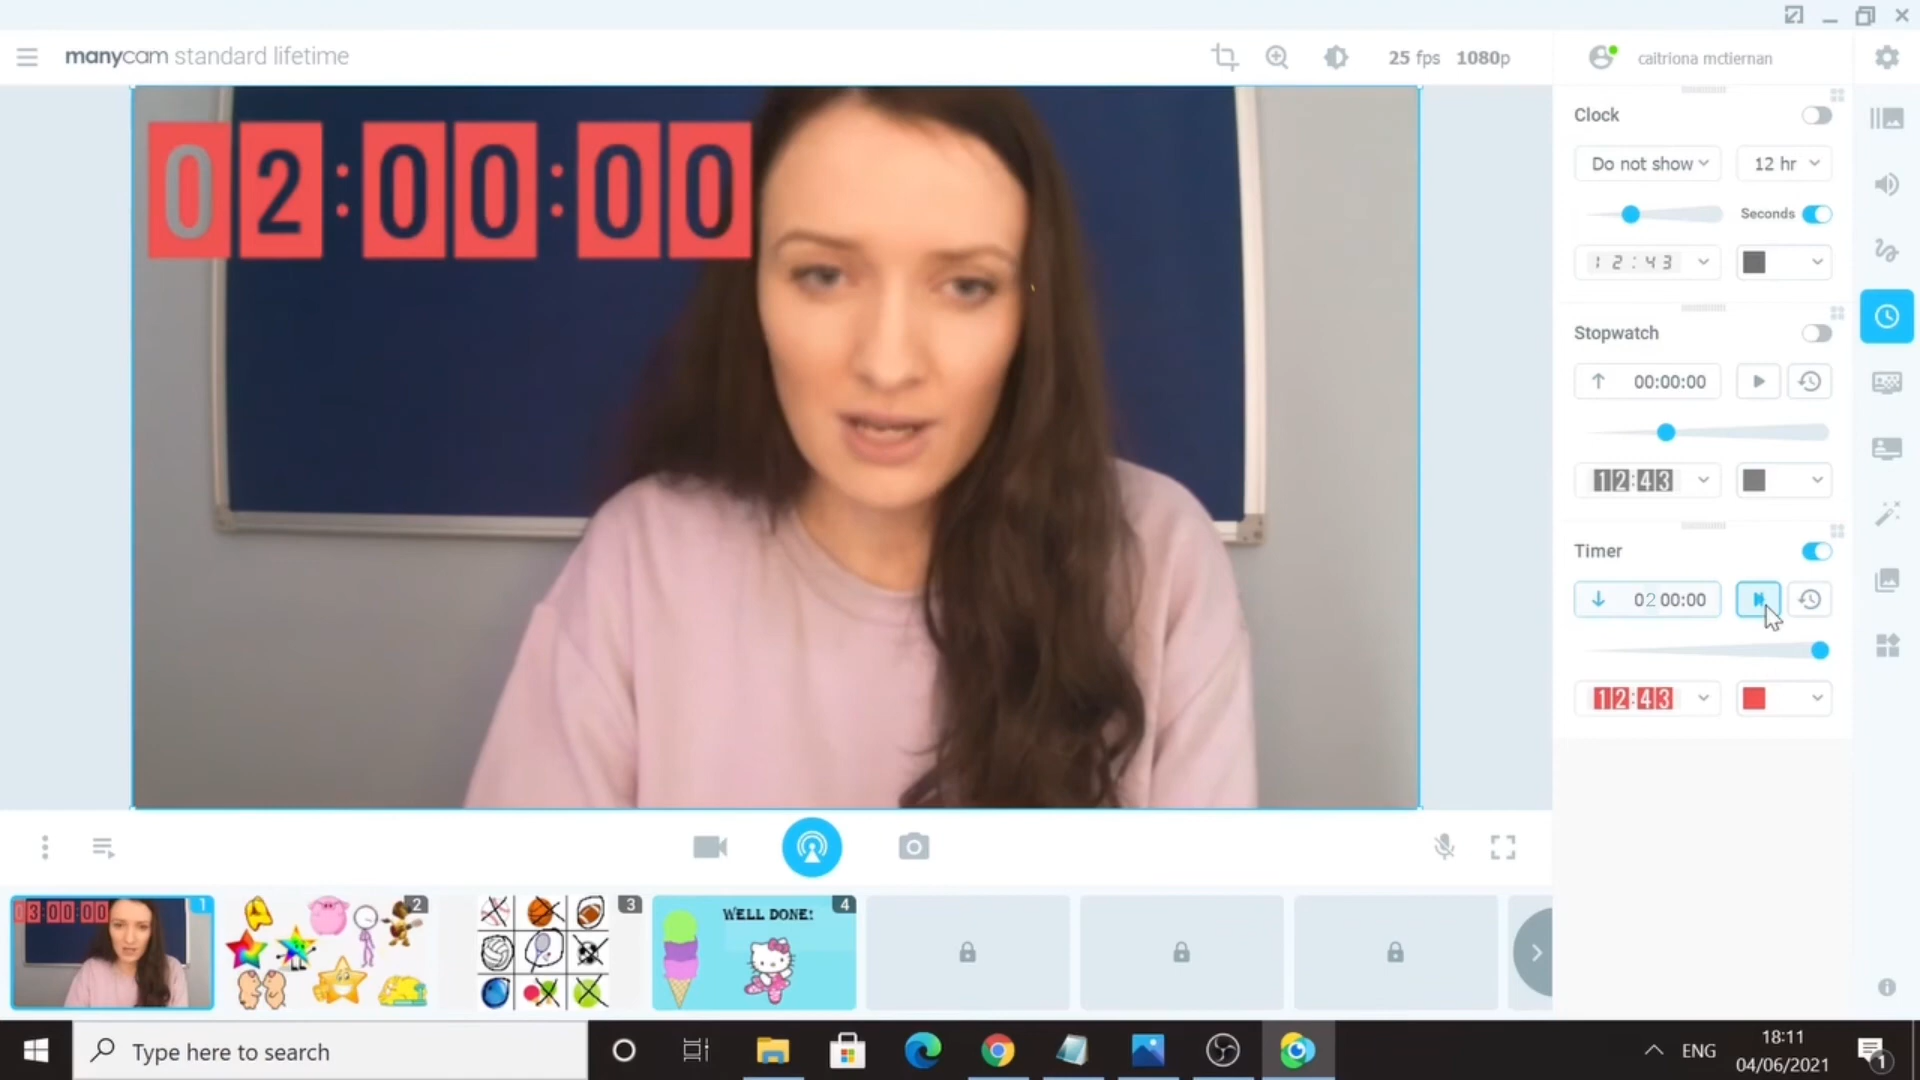 manycam standard lifetime
25 fps 1080p
caitriona mctiernan
02:00:00
Clock
Do not show
12 hr
Seconds
12:43
Stopwatch
00:00:00
12:43
Timer
02 00:00
12:43
03:00:00
1
2
3
WELL DONE!
4
Type here to search
ENG
18:11
04/06/2021
1